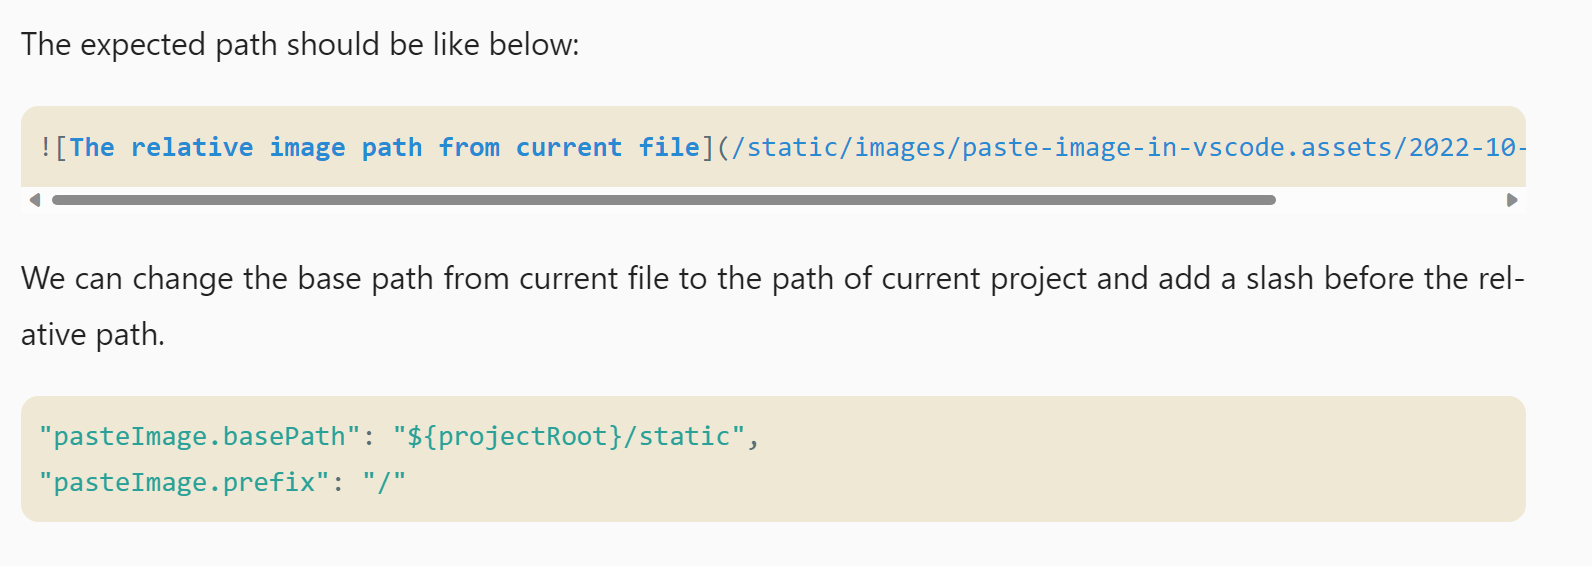 The expected path should be like below:
![The relative image path from current file](/static/images/paste-image-in-vscode.assets/2022-10-
We can change the base path from current file to the path of current project and add a slash before the rel-
ative path.
"pasteImage.basePath": "${projectRoot}/static",
"pasteImage.prefix": "/"